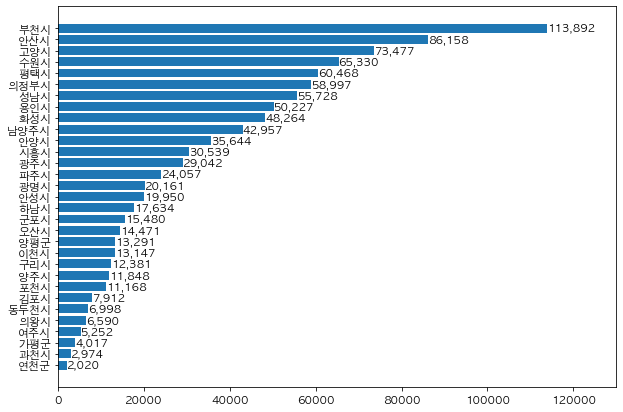 부천시 113,892
안산시 86,158
고양시 73,477
수원시 65,330
평택시 60,468
의정부시 58,997
성남시 55,728
용인시 50,227
화성시 48,264
남양주시 42,957
안양시 35,644
시흥시 30,539
광주시 29,042
파주시 24,057
광명시 20,161
안성시 19,950
하남시 17,634
군포시 15,480
오산시 14,471
양평군 13,291
이천시 13,147
구리시 12,381
양주시 11,848
포천시 11,168
김포시 7,912
동두천시 6,998
의왕시 6,590
여주시 5,252
가평군 4,017
과천시 2,974
연천군 2,020
0 20000 40000 60000 80000 100000 120000